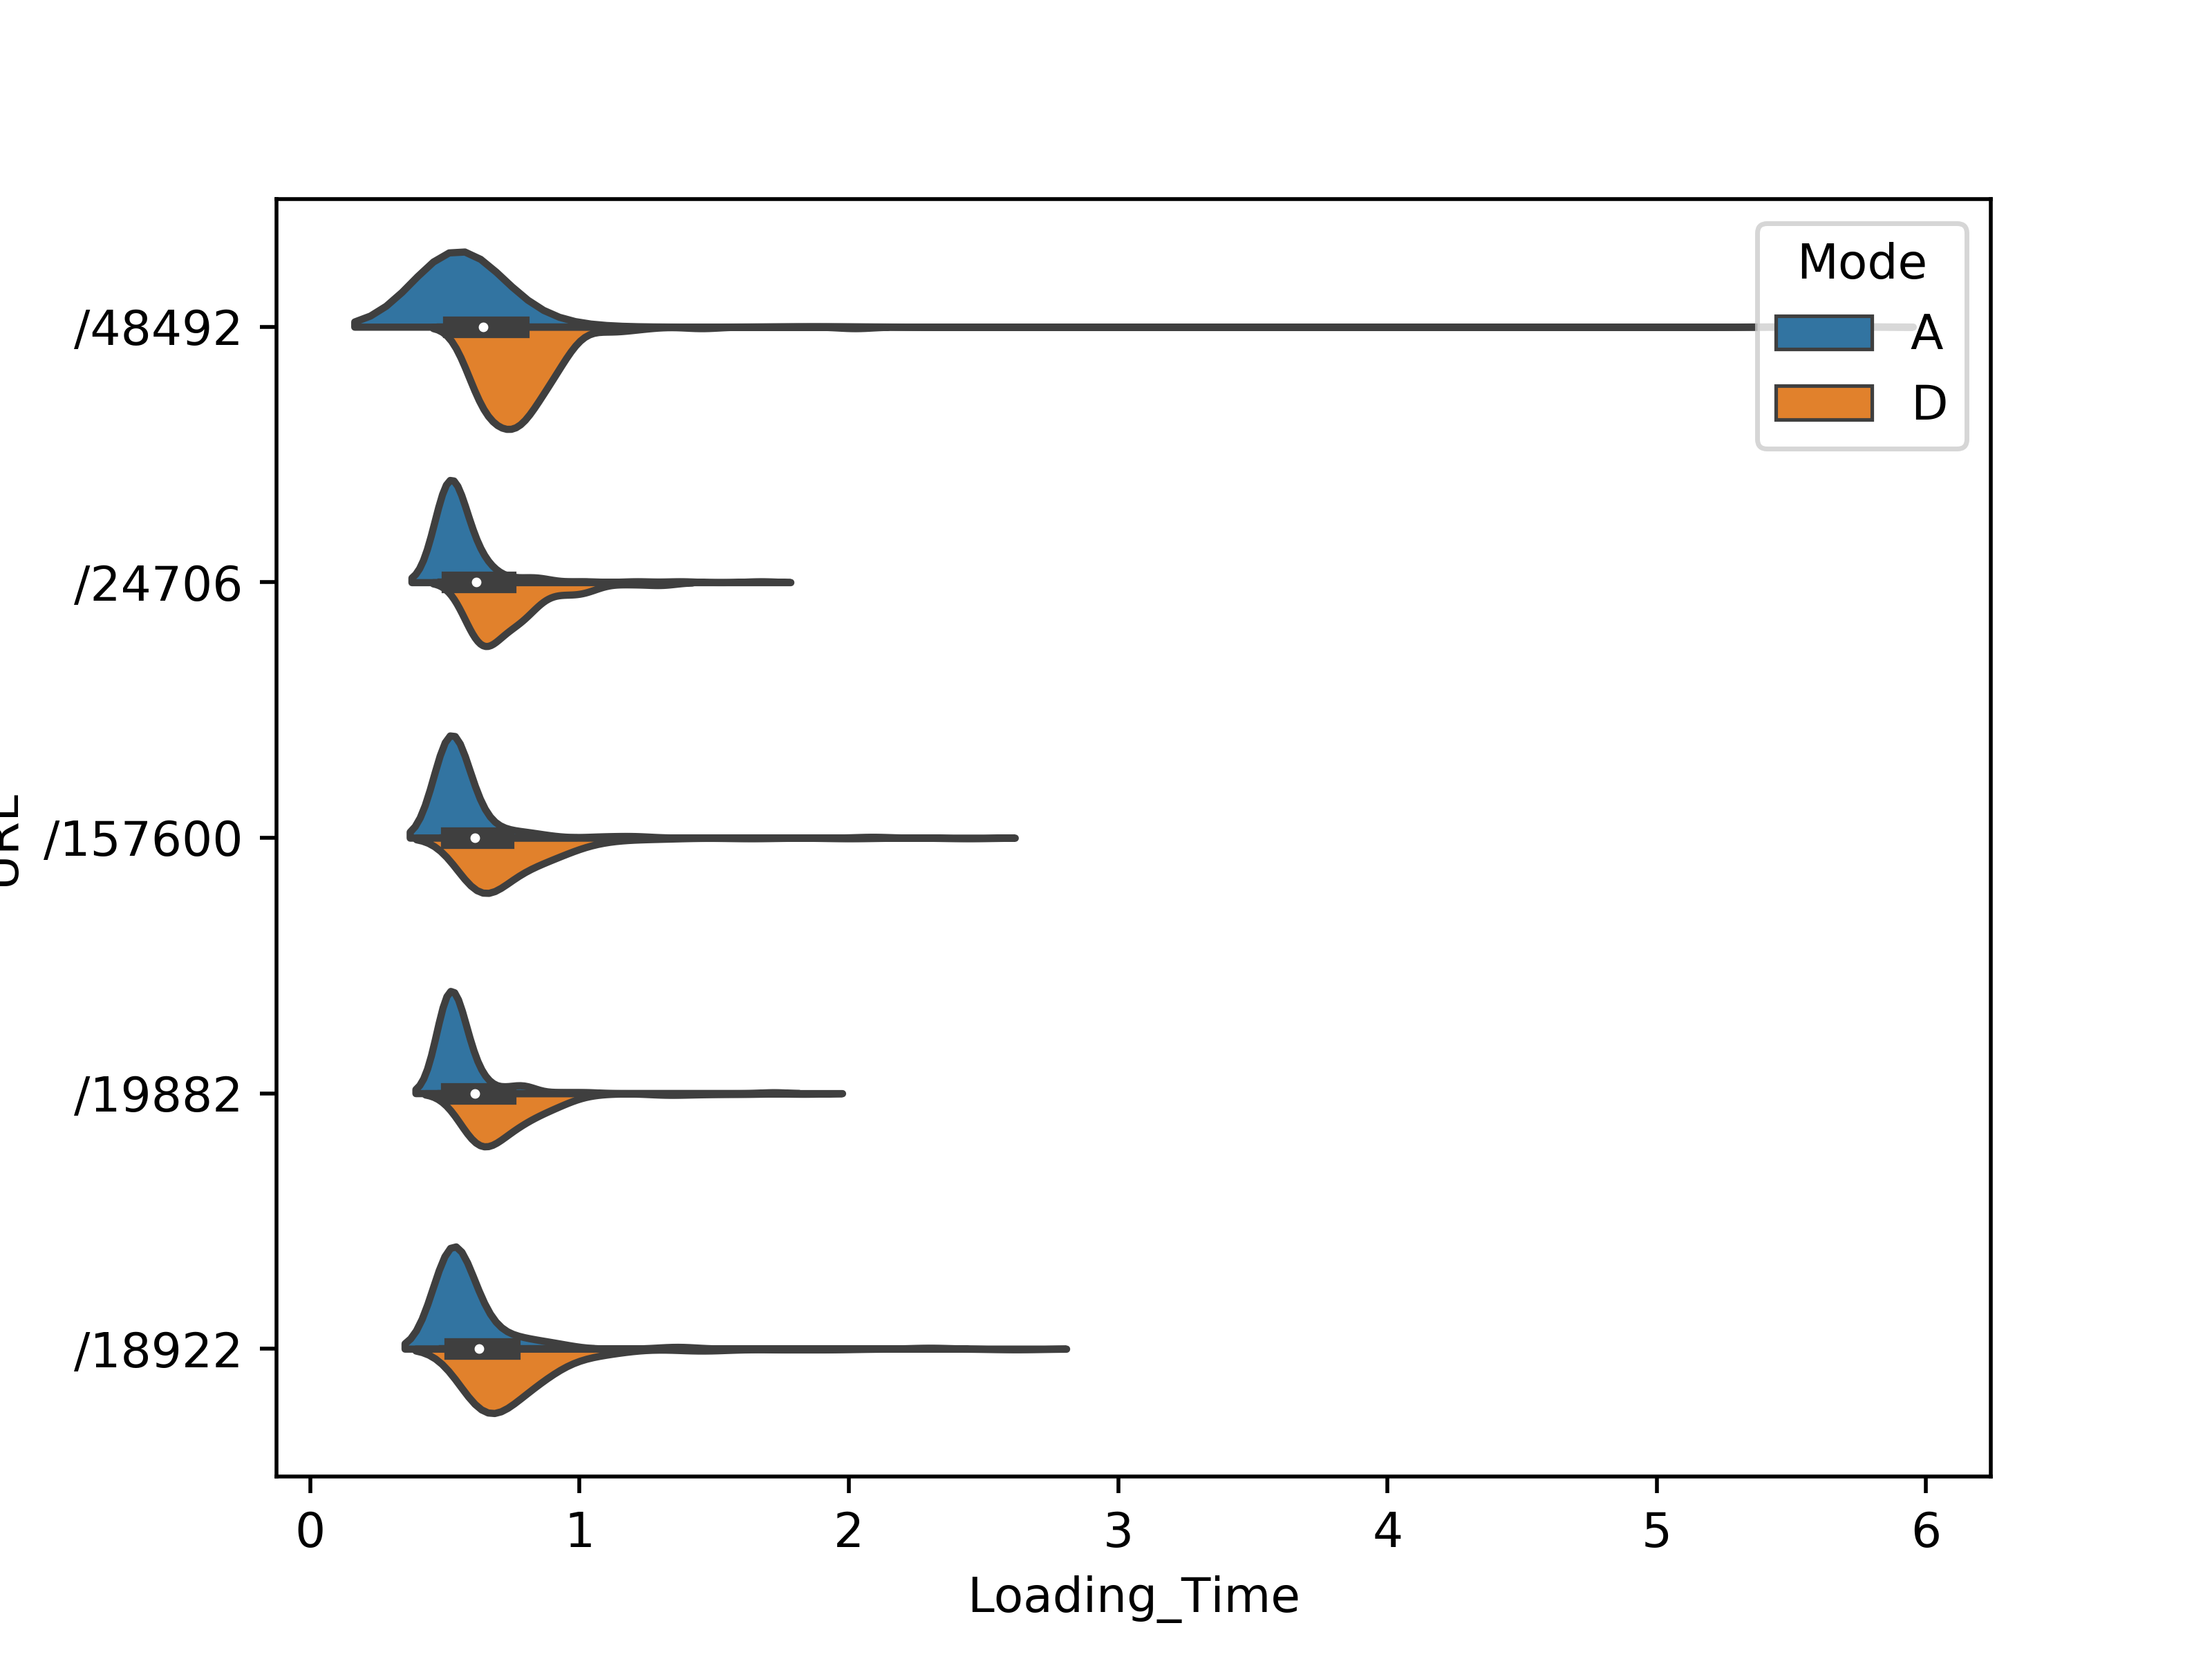 Mode
A
D
/48492
/24706
/157600
/19882
/18922
URL
0 1 2 3 4 5 6
Loading_Time